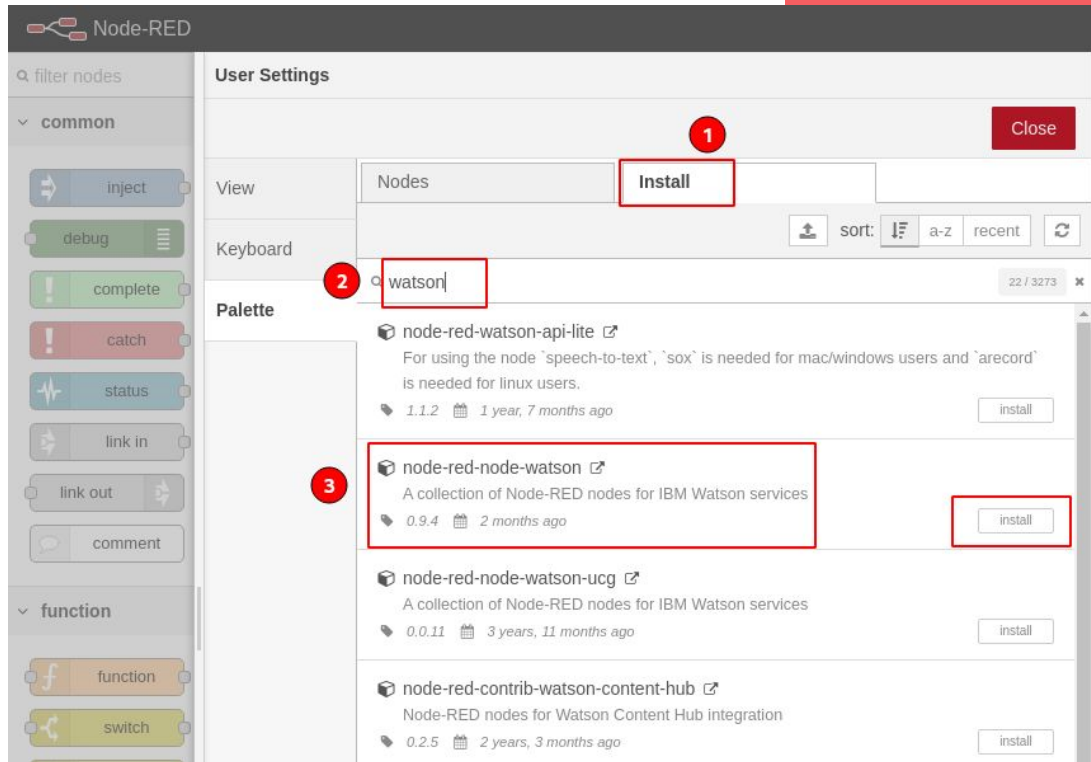 Node-RED
filter nodes
User Settings
common
1
Close
inject
View
Nodes
Install
debug
Keyboard
sort:
a-z
recent
complete
2
watson
22 / 3273
Palette
catch
node-red-watson-api-lite
For using the node `speech-to-text`, `sox` is needed for mac/windows users and `arecord`
is needed for linux users.
status
1.1.2
1 year, 7 months ago
install
link in
node-red-node-watson
3
A collection of Node-RED nodes for IBM Watson services
link out
0.9.4
2 months ago
install
comment
node-red-node-watson-ucg
A collection of Node-RED nodes for IBM Watson services
function
0.0.11
3 years, 11 months ago
install
function
node-red-contrib-watson-content-hub
Node-RED nodes for Watson Content Hub integration
switch
0.2.5
2 years, 3 months ago
install